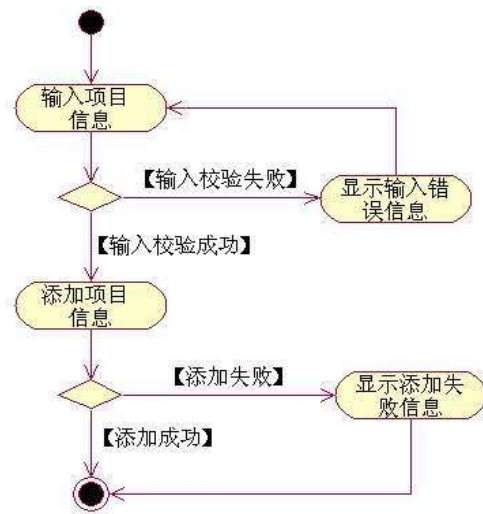 输入项目
信息
【输入校验失败】
显示输入错
误信息
【输入校验成功】
添加项目
信息
【添加失败】
显示添加失
败信息
【添加成功】